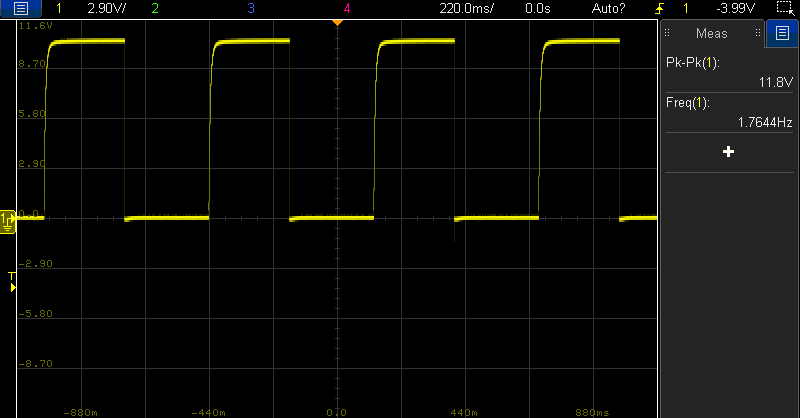 1 2.90V/ 2 3 4 220.0ms/ 0.0s Auto? 1 -3.99V
11.6V
8.70
5.80
2.90
0.0
-2.90
-5.80
-8.70
-880m -440m 0.0 440m 880ms
1
T
Meas
Pk-Pk(1):
11.8V
Freq(1):
1.7644Hz
+